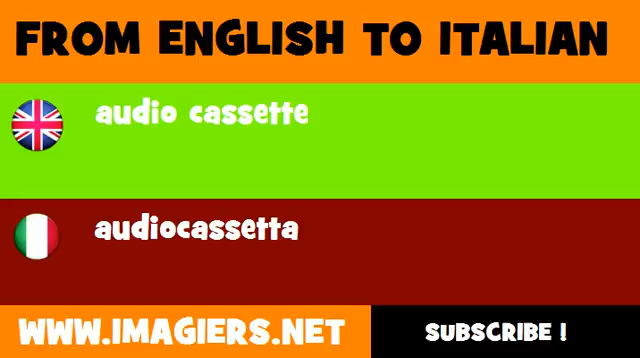 FROM ENGLISH TO ITALIAN
audio cassette
audiocassetta
WWW.IMAGIERS.NET
SUBSCRIBE !